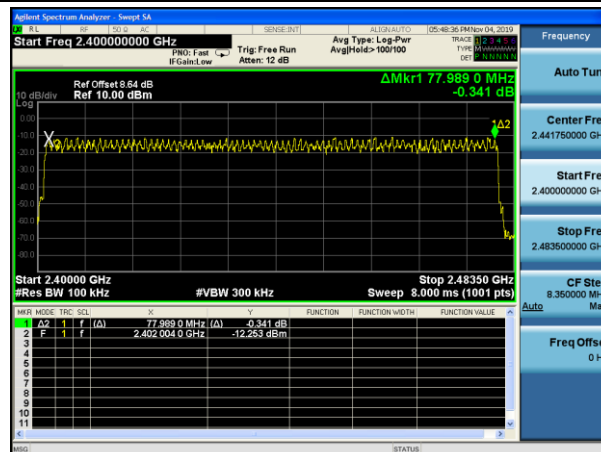 Agilent Spectrum Analyzer - Swept SA
RL RF 50 Ω AC SENSE:INT ALIGNAUTO 05:48:36 PM Nov 04, 2019
Start Freq 2.400000000 GHz
PNO: Fast
IFGain:Low
Trig: Free Run
Atten: 12 dB
Avg Type: Log-Pwr
Avg|Hold:> 100/100
TRACE 1 2 3 4 5 6
TYPE M
DET P N N N N N
Ref Offset 8.64 dB
Ref 10.00 dBm
ΔMkr1 77.989 0 MHz
-0.341 dB
10 dB/div
Log
0.00
-10.0
-20.0
-30.0
-40.0
-50.0
-60.0
-70.0
-80.0
X
1Δ2
Start 2.40000 GHz
Stop 2.48350 GHz
#Res BW 100 kHz
#VBW 300 kHz
Sweep 8.000 ms (1001 pts)
MKR MODE TRC SCL X Y FUNCTION FUNCTION WIDTH FUNCTION VALUE
1 Δ2 1 f (Δ) 77.989 0 MHz (Δ) -0.341 dB
2 F 1 f 2.402 004 0 GHz -12.253 dBm
3
4
5
6
7
8
9
10
11
MSG
STATUS
Frequency
Auto Tun
Center Fre
2.441750000 GH
Start Fre
2.400000000 GH
Stop Fre
2.483500000 GH
CF Ste
8.350000 MH
Auto Ma
Freq Offse
0 H